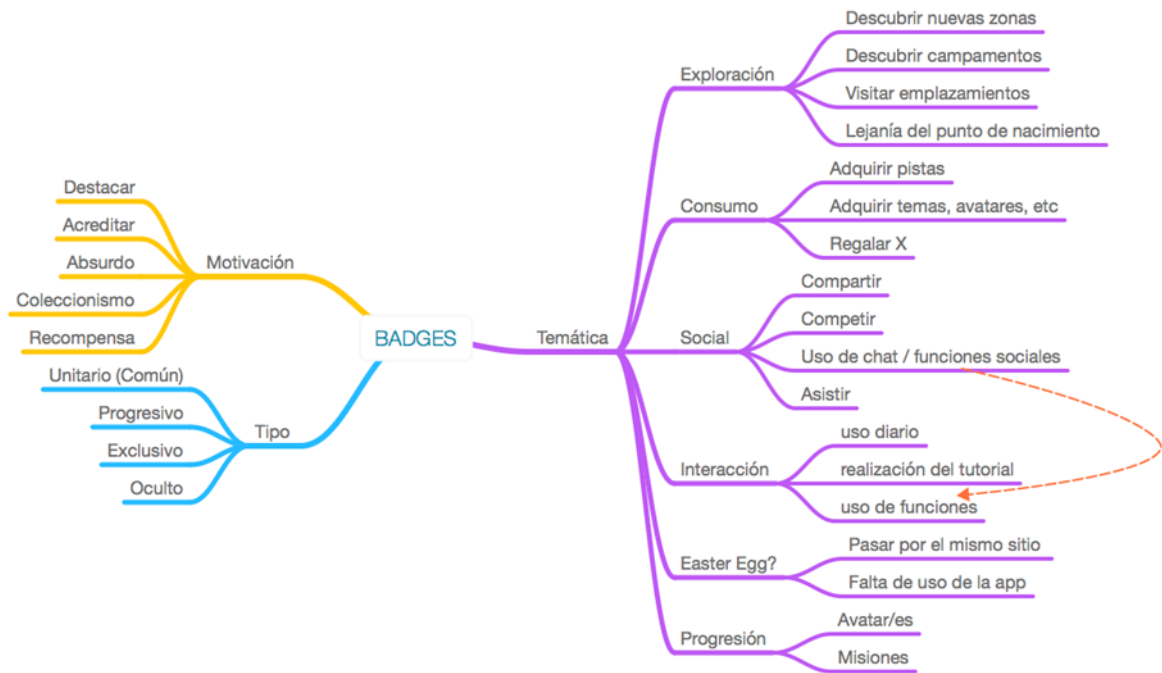 BADGES
Motivación
Destacar
Acreditar
Absurdo
Coleccionismo
Recompensa
Tipo
Unitario (Común)
Progresivo
Exclusivo
Oculto
Temática
Exploración
Descubrir nuevas zonas
Descubrir campamentos
Visitar emplazamientos
Lejanía del punto de nacimiento
Consumo
Adquirir pistas
Adquirir temas, avatares, etc
Regalar X
Social
Compartir
Competir
Uso de chat / funciones sociales
Asistir
Interacción
uso diario
realización del tutorial
uso de funciones
Easter Egg?
Pasar por el mismo sitio
Falta de uso de la app
Progresión
Avatar/es
Misiones